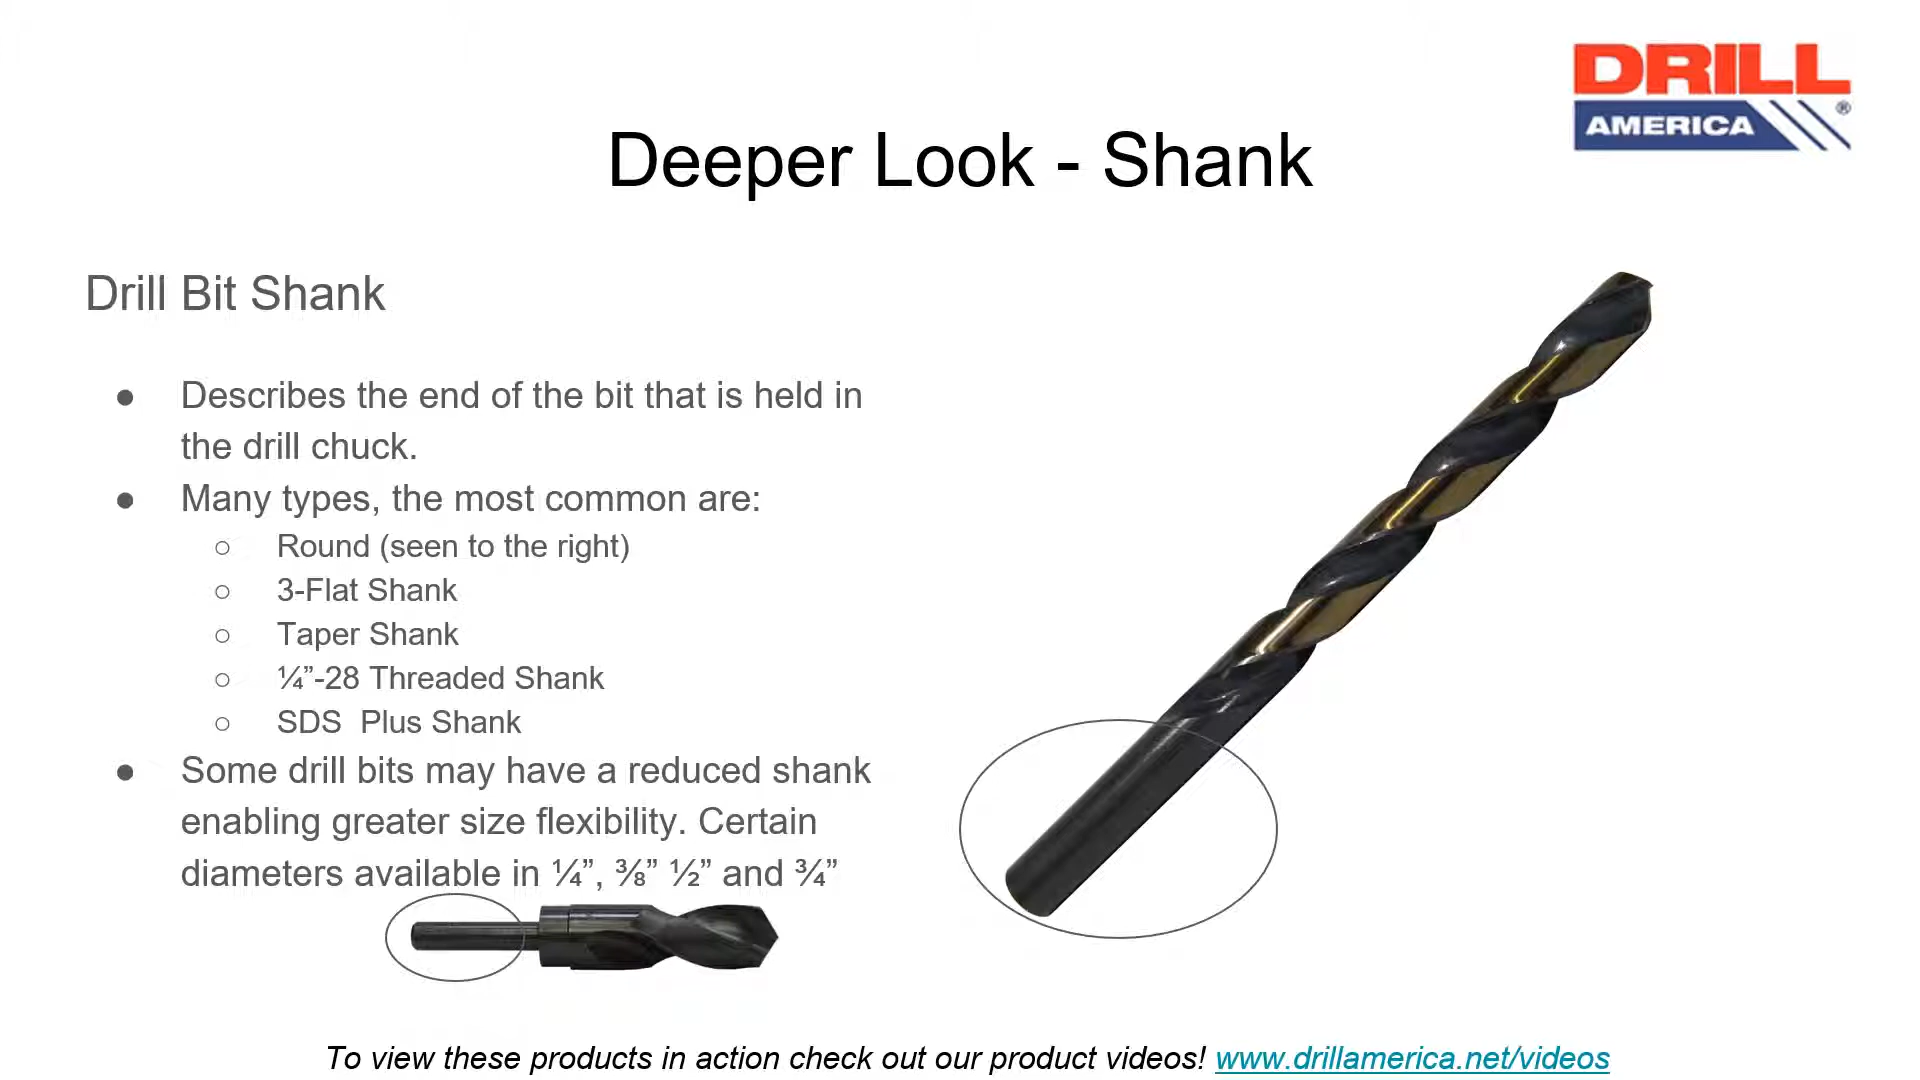 DRILL
AMERICA ®
Deeper Look - Shank
Drill Bit Shank
● Describes the end of the bit that is held in
the drill chuck.
● Many types, the most common are:
○ Round (seen to the right)
○ 3-Flat Shank
○ Taper Shank
○ ¼”-28 Threaded Shank
○ SDS  Plus Shank
● Some drill bits may have a reduced shank
enabling greater size flexibility. Certain
diameters available in ¼”, ⅜” ½” and ¾”
To view these products in action check out our product videos! www.drillamerica.net/videos